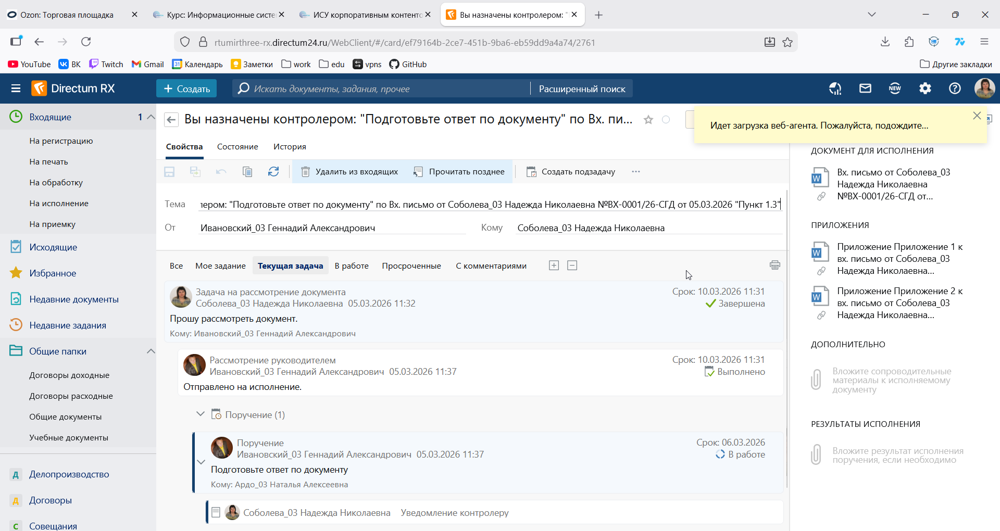 Ozon: Торговая площадка
Курс: Информационные систе
ИСУ корпоративным контенто
Вы назначены контролером: "
rtumirthree-rx.directum24.ru/WebClient/#/card/ef79164b-2ce7-451b-9ba6-eb59dd9a4a74/2761
YouTube
ВК
Twitch
Gmail
Календарь
Заметки
work
edu
vpns
GitHub
Другие закладки
Directum RX
Создать
Искать документы, задания, прочее
Расширенный поиск
NEW
Входящие 1
На регистрацию
На печать
На обработку
На исполнение
На приемку
Исходящие
Избранное
Недавние документы
Недавние задания
Общие папки
Договоры доходные
Договоры расходные
Общие документы
Учебные документы
Д Делопроизводство
Д Договоры
С Совещания
Вы назначены контролером: "Подготовьте ответ по документу" по Вх. пи...
Идет загрузка веб-агента. Пожалуйста, подождите...
Свойства
Состояние
История
Удалить из входящих
Прочитать позднее
Создать подзадачу
Тема
лером: "Подготовьте ответ по документу" по Вх. письмо от Соболева_03 Надежда Николаевна №ВХ-0001/26-СГД от 05.03.2026 "Пункт 1.3"
От
Ивановский_03 Геннадий Александрович
Кому
Соболева_03 Надежда Николаевна
Все
Мое задание
Текущая задача
В работе
Просроченные
С комментариями
Задача на рассмотрение документа
Срок: 10.03.2026 11:31
Соболева_03 Надежда Николаевна 05.03.2026 11:32
Завершена
Прошу рассмотреть документ.
Кому: Ивановский_03 Геннадий Александрович
Рассмотрение руководителем
Срок: 10.03.2026 11:31
Ивановский_03 Геннадий Александрович 05.03.2026 11:37
Выполнено
Отправлено на исполнение.
Поручение (1)
Поручение
Срок: 06.03.2026
Ивановский_03 Геннадий Александрович 05.03.2026 11:37
В работе
Подготовьте ответ по документу
Кому: Ардо_03 Наталья Алексеевна
Соболева_03 Надежда Николаевна Уведомление контролеру
ДОКУМЕНТ ДЛЯ ИСПОЛНЕНИЯ
Вх. письмо от Соболева_03
Надежда Николаевна
№ВХ-0001/26-СГД от...
ПРИЛОЖЕНИЯ
Приложение Приложение 1 к
вх. письмо от Соболева_03
Надежда Николаевна...
Приложение Приложение 2 к
вх. письмо от Соболева_03
Надежда Николаевна...
ДОПОЛНИТЕЛЬНО
Вложите сопроводительные
материалы к исполняемому
документу
РЕЗУЛЬТАТЫ ИСПОЛНЕНИЯ
Вложите результат исполнения
поручения, если необходимо